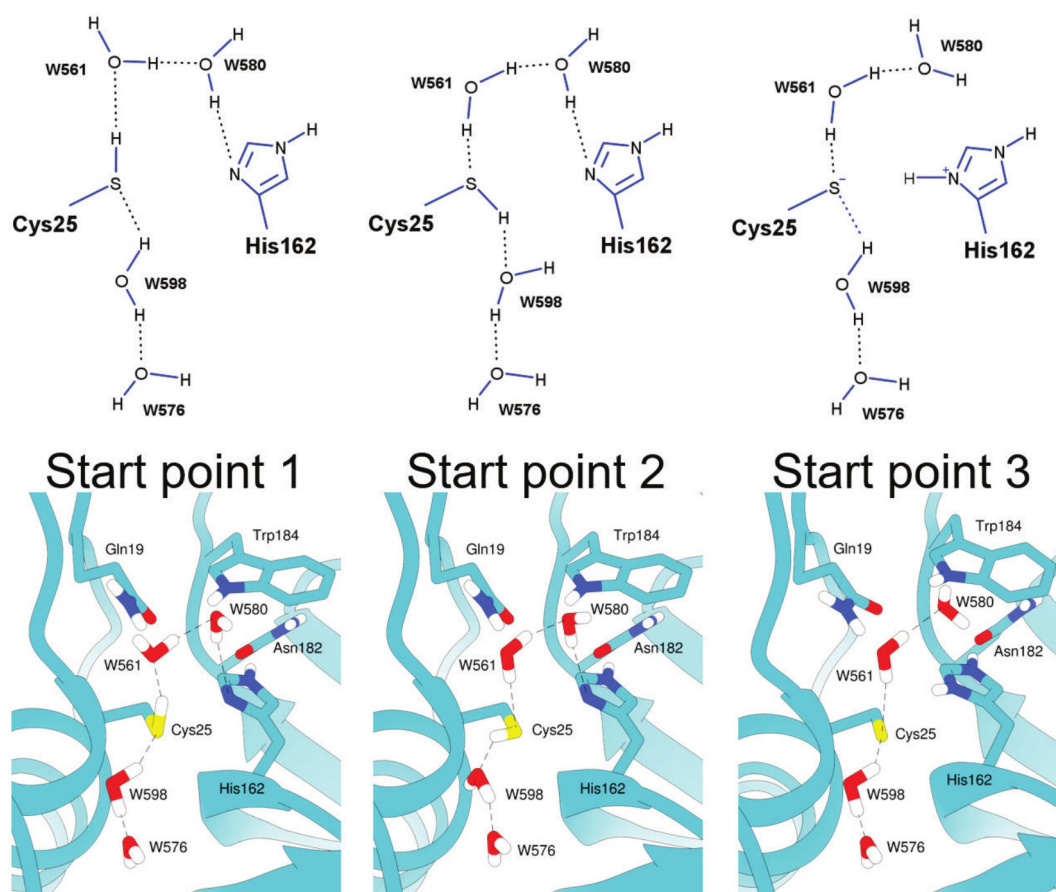 H
H
W561
O
H
O
W580
H
H
S
Cys25
N
N
H
His162
H
O
W598
H
O
H
H
W576
W561
H
O
H
H
O
W580
H
S
Cys25
H
N
N
H
His162
O
H
H
W598
O
H
H
W576
H
W580
O
H
W561
H
O
H
S
−
Cys25
H
N
+
N
H
His162
H
O
W598
H
O
H
H
W576
Start point 1
Gln19
Trp184
W580
Asn182
W561
Cys25
W598
His162
W576
Start point 2
Gln19
Trp184
W580
Asn182
W561
Cys25
W598
His162
W576
Start point 3
Gln19
Trp184
W580
Asn182
W561
Cys25
W598
His162
W576